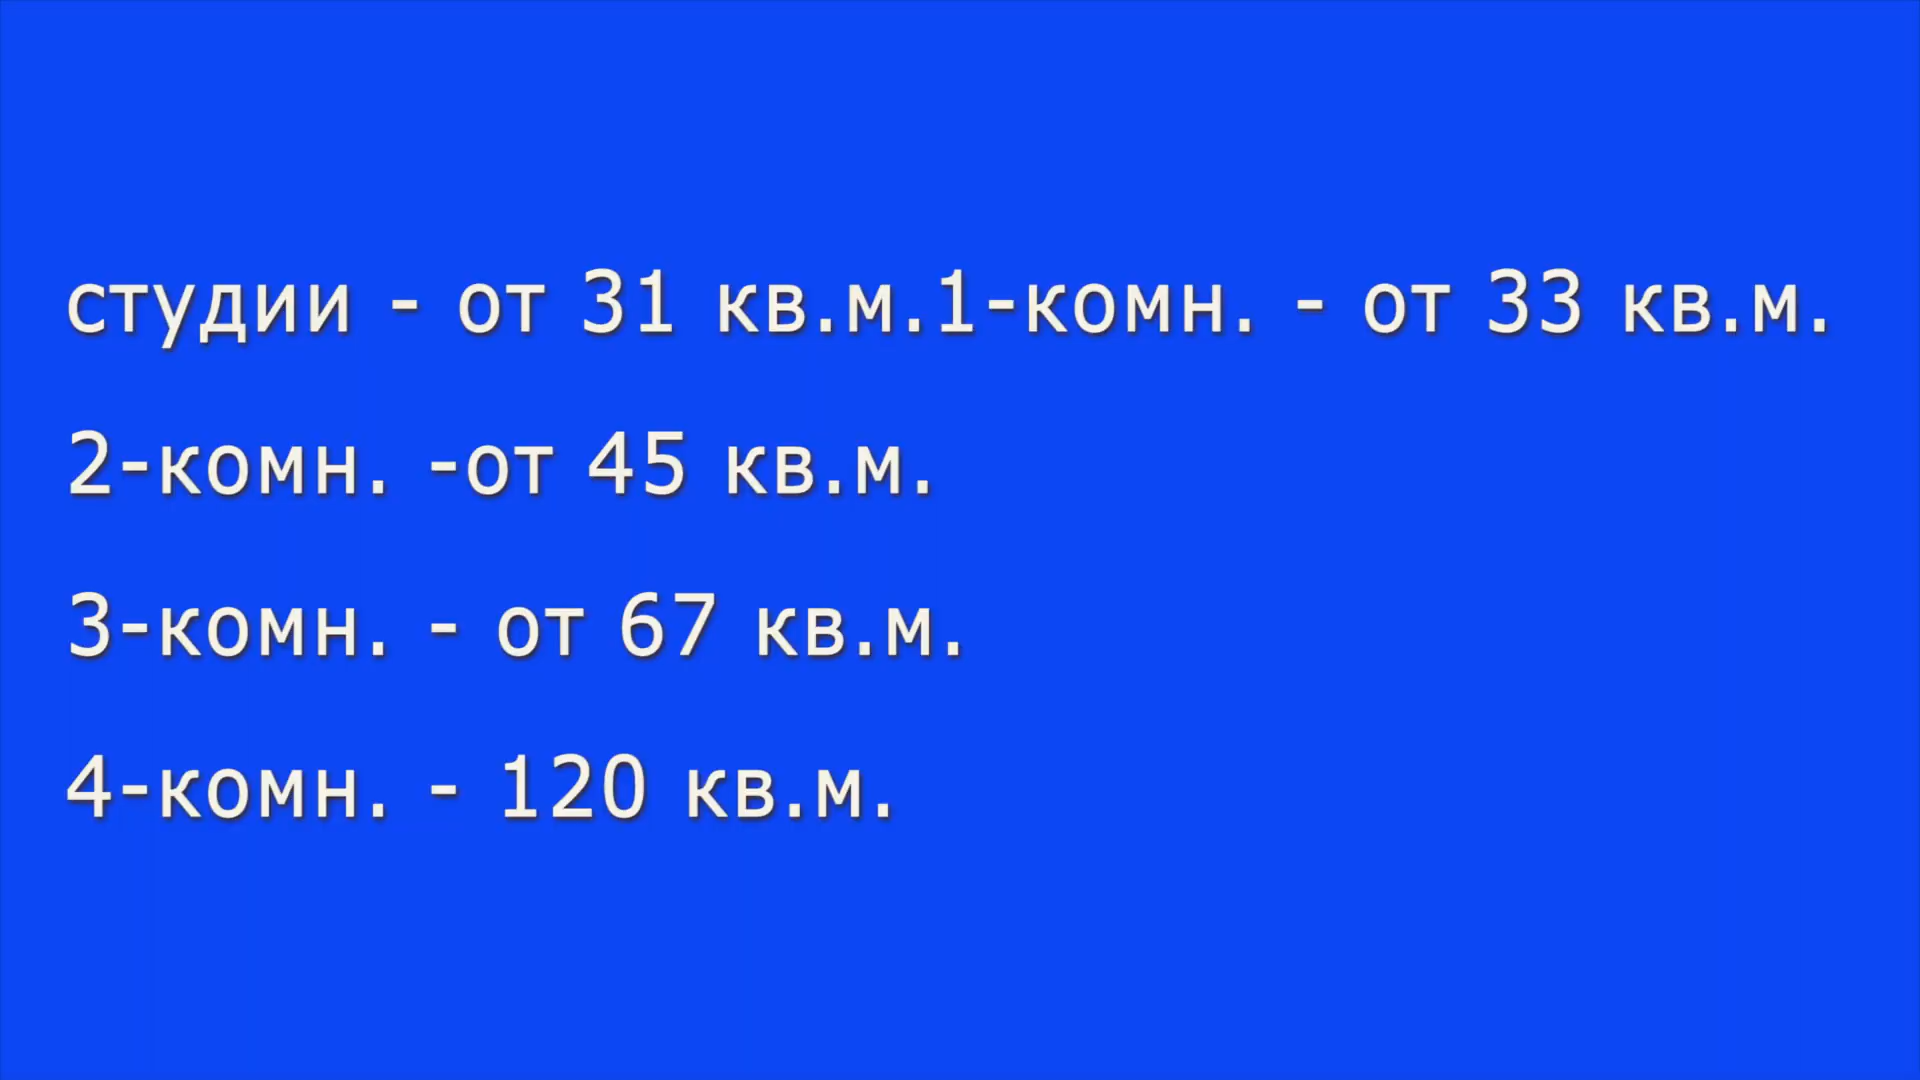 студии - от 31 кв.м.1-комн. - от 33 кв.м.
2-комн. -от 45 кв.м.
3-комн. - от 67 кв.м.
4-комн. - 120 кв.м.